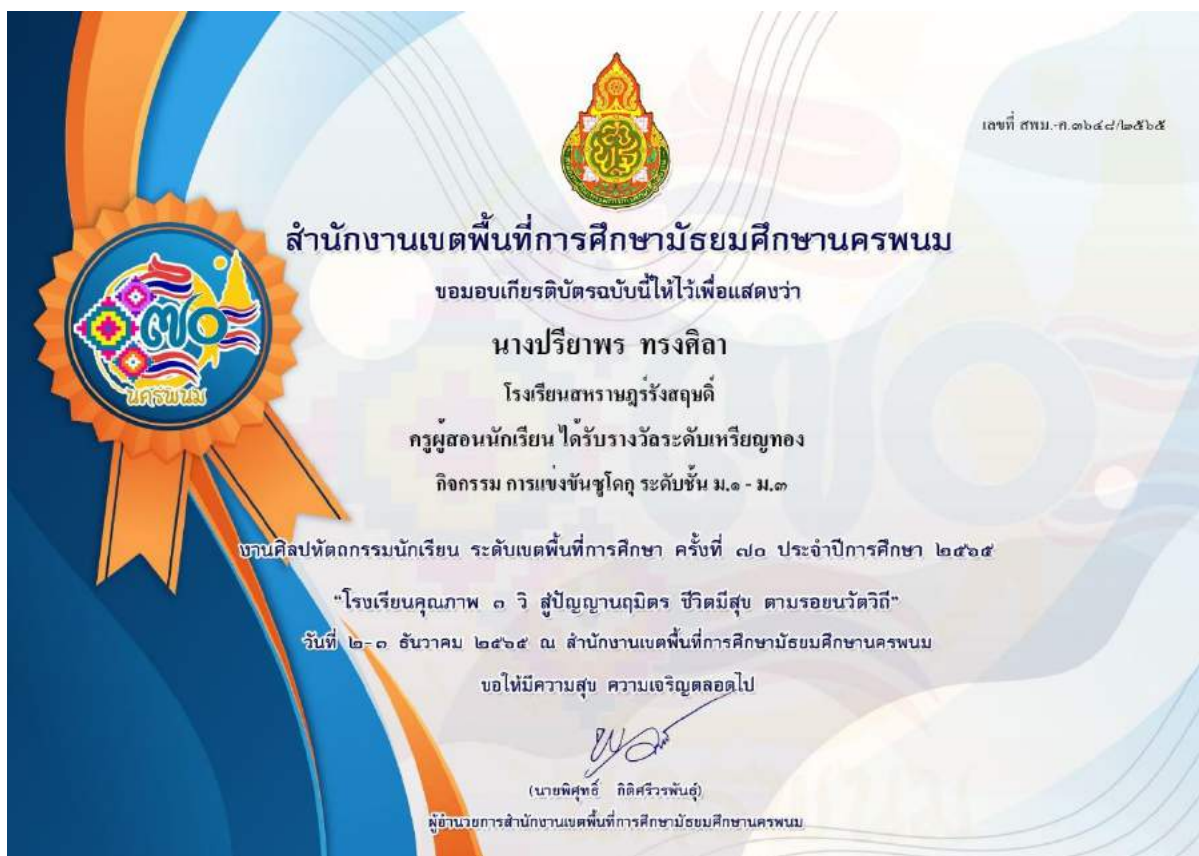 เลขที่ สพม.-ค.๓๖๔๘/๒๕๖๕
สำนักงานเขตพื้นที่การศึกษามัธยมศึกษานครพนม
ขอมอบเกียรติบัตรฉบับนี้ให้ไว้เพื่อแสดงว่า
นางปรียาพร ทรงศิลา
โรงเรียนสหราษฎร์รังสฤษดิ์
ครูผู้สอนนักเรียน ได้รับรางวัลระดับเหรียญทอง
กิจกรรม การแข่งขันซูโดกุ ระดับชั้น ม.๑ - ม.๓
๗๐
นครพนม
งานศิลปหัตถกรรมนักเรียน ระดับเขตพื้นที่การศึกษา ครั้งที่ ๗๐ ประจำปีการศึกษา ๒๕๖๕
"โรงเรียนคุณภาพ ๓ วิ สู่ปัญญานฤมิตร ชีวิตมีสุข ตามรอยนวัตวิถี"
วันที่ ๒-๓ ธันวาคม ๒๕๖๕ ณ สำนักงานเขตพื้นที่การศึกษามัธยมศึกษานครพนม
ขอให้มีความสุข ความเจริญตลอดไป
(นายพิศุทธิ์ กิติศรีวรพันธุ์)
ผู้อำนวยการสำนักงานเขตพื้นที่การศึกษามัธยมศึกษานครพนม